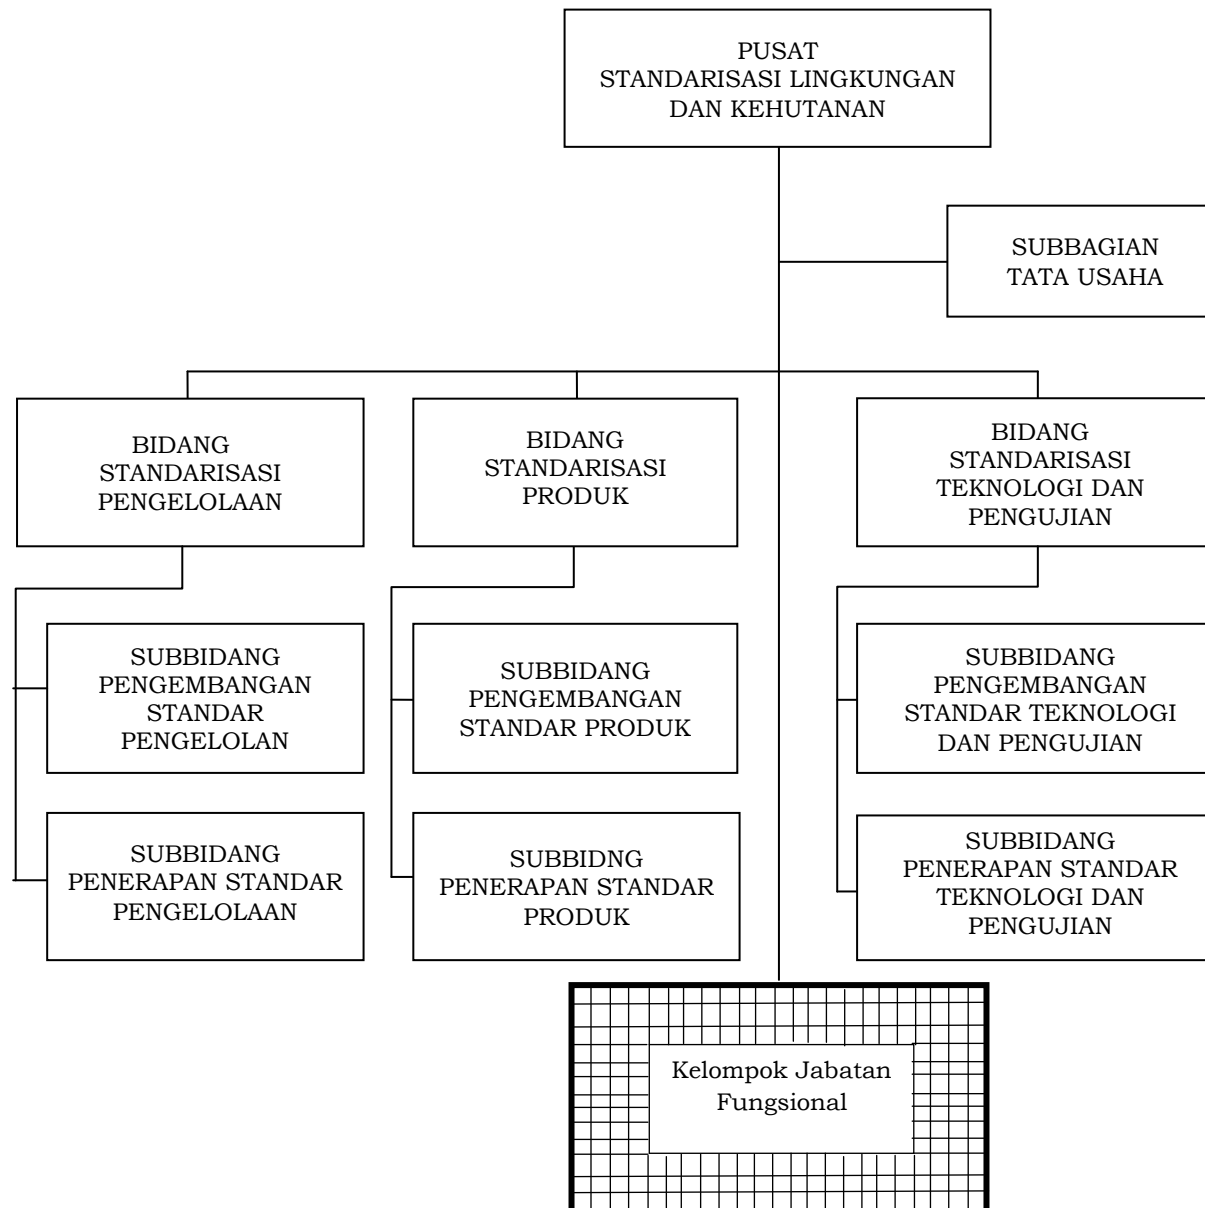 PUSAT
STANDARISASI LINGKUNGAN
DAN KEHUTANAN
SUBBAGIAN
TATA USAHA
BIDANG
STANDARISASI
PENGELOLAAN
BIDANG
STANDARISASI
PRODUK
BIDANG
STANDARISASI
TEKNOLOGI DAN
PENGUJIAN
SUBBIDANG
PENGEMBANGAN
STANDAR
PENGELOLAN
SUBBIDANG
PENGEMBANGAN
STANDAR PRODUK
SUBBIDANG
PENGEMBANGAN
STANDAR TEKNOLOGI
DAN PENGUJIAN
SUBBIDANG
PENERAPAN STANDAR
PENGELOLAAN
SUBBIDNG
PENERAPAN STANDAR
PRODUK
SUBBIDANG
PENERAPAN STANDAR
TEKNOLOGI DAN
PENGUJIAN
Kelompok Jabatan
Fungsional